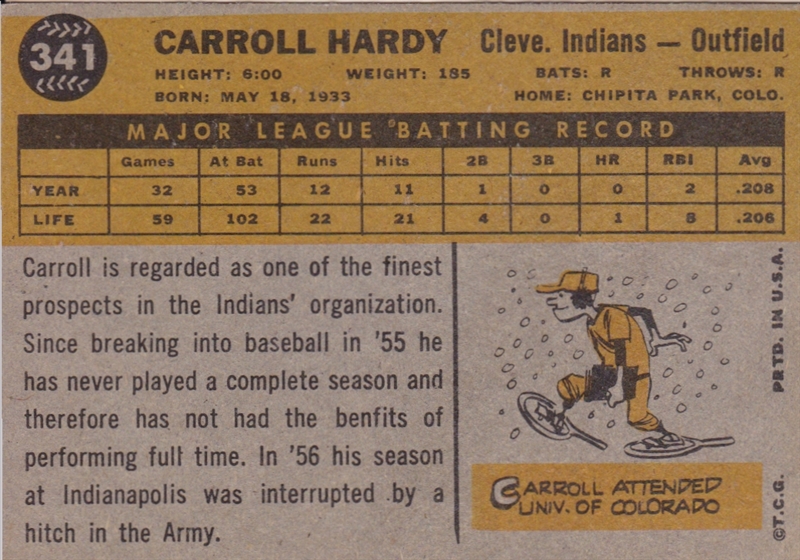 341
CARROLL HARDY Cleve. Indians — Outfield
HEIGHT: 6:00 WEIGHT: 185 BATS: R THROWS: R
BORN: MAY 18, 1933 HOME: CHIPITA PARK, COLO.
MAJOR LEAGUE BATTING RECORD
Games At Bat Runs Hits 2B 3B HR RBI Avg
YEAR 32 53 12 11 1 0 0 2 .208
LIFE 59 102 22 21 4 0 1 8 .206
Carroll is regarded as one of the finest
prospects in the Indians' organization.
Since breaking into baseball in '55 he
has never played a complete season and
therefore has not had the benfits of
performing full time. In '56 his season
at Indianapolis was interrupted by a
hitch in the Army.
CARROLL ATTENDED
UNIV. OF COLORADO
©T.C.G. PRTD. IN U.S.A.